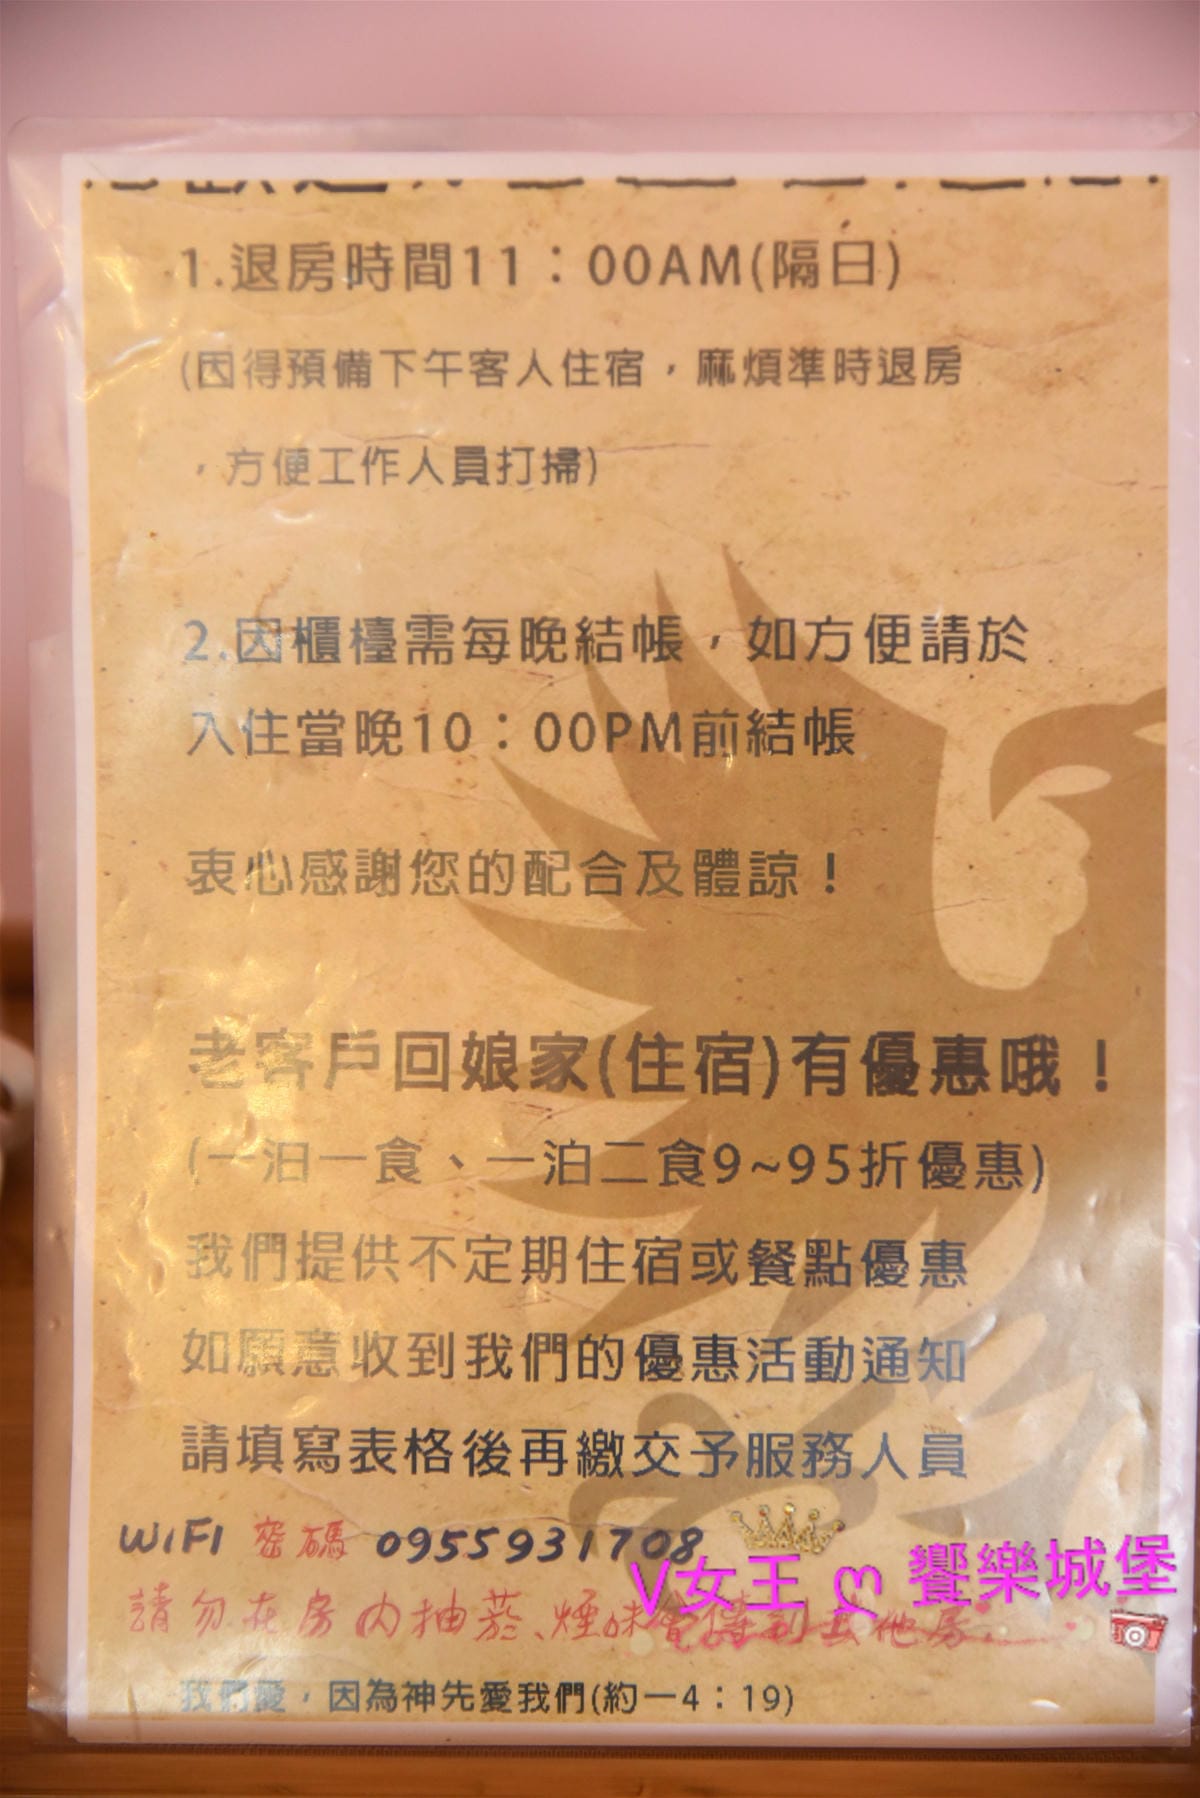 1.退房時間11：00AM(隔日)
(因得預備下午客人住宿，麻煩準時退房
，方便工作人員打掃)
2.因櫃檯需每晚結帳，如方便請於
入住當晚10：00PM前結帳
衷心感謝您的配合及體諒！
老客戶回娘家(住宿)有優惠哦！
(一泊一食、一泊二食9~95折優惠)
我們提供不定期住宿或餐點優惠
如願意收到我們的優惠活動通知
請填寫表格後再繳交予服務人員
WiFi 密碼 0955931708
V女王 ღ 饗樂城堡
請勿在房內抽菸、煙味會傳到其他房.
我們愛，因為神先愛我們(約一4：19)